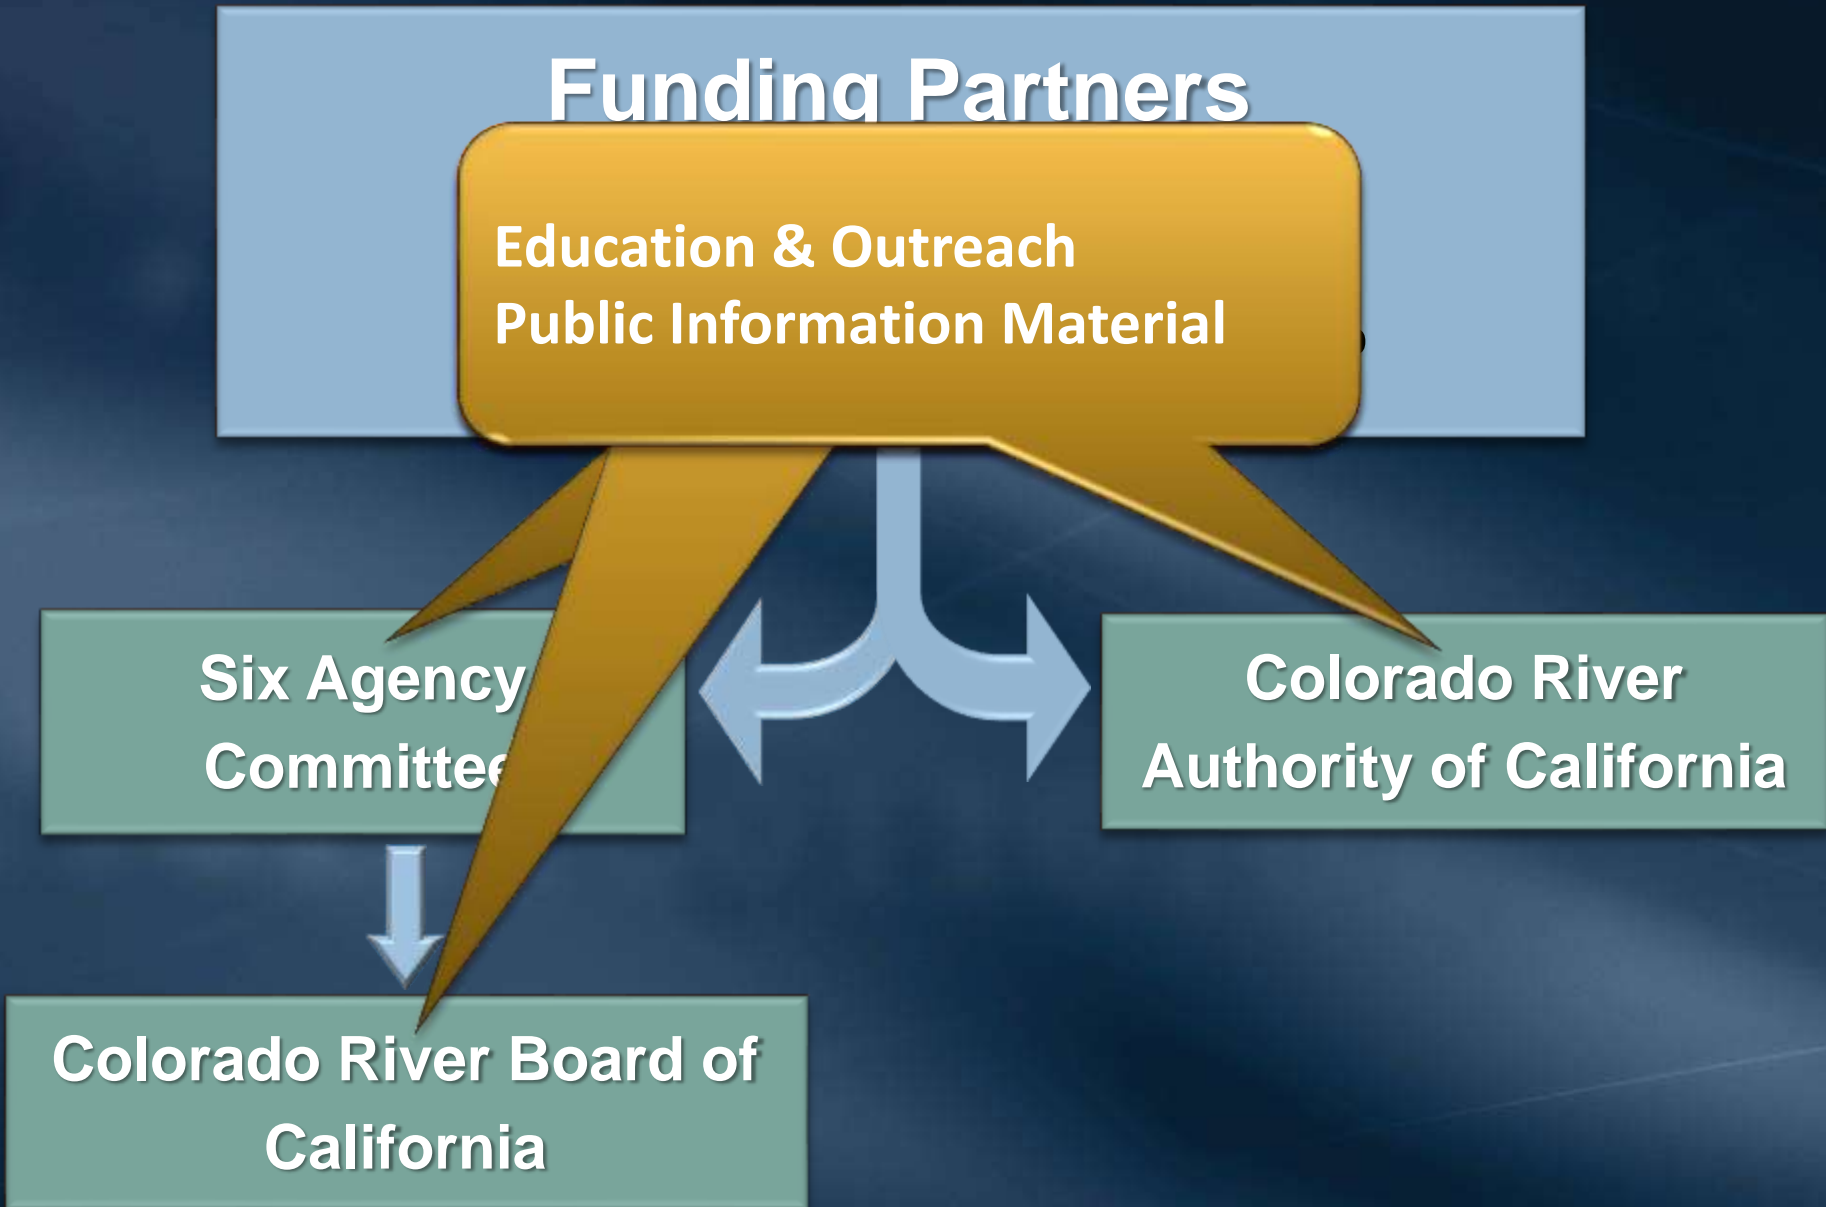 Funding Partners
Education & Outreach
Public Information Material
Six Agency
Committee
Colorado River
Authority of California
Colorado River Board of
California